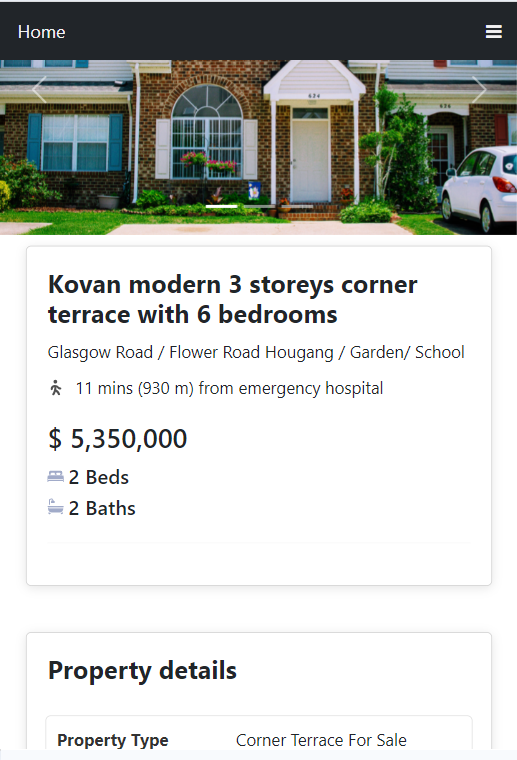 Home
624
626
Kovan modern 3 storeys corner
terrace with 6 bedrooms
Glasgow Road / Flower Road Hougang / Garden/ School
11 mins (930 m) from emergency hospital
$ 5,350,000
2 Beds
2 Baths
Property details
Property Type Corner Terrace For Sale